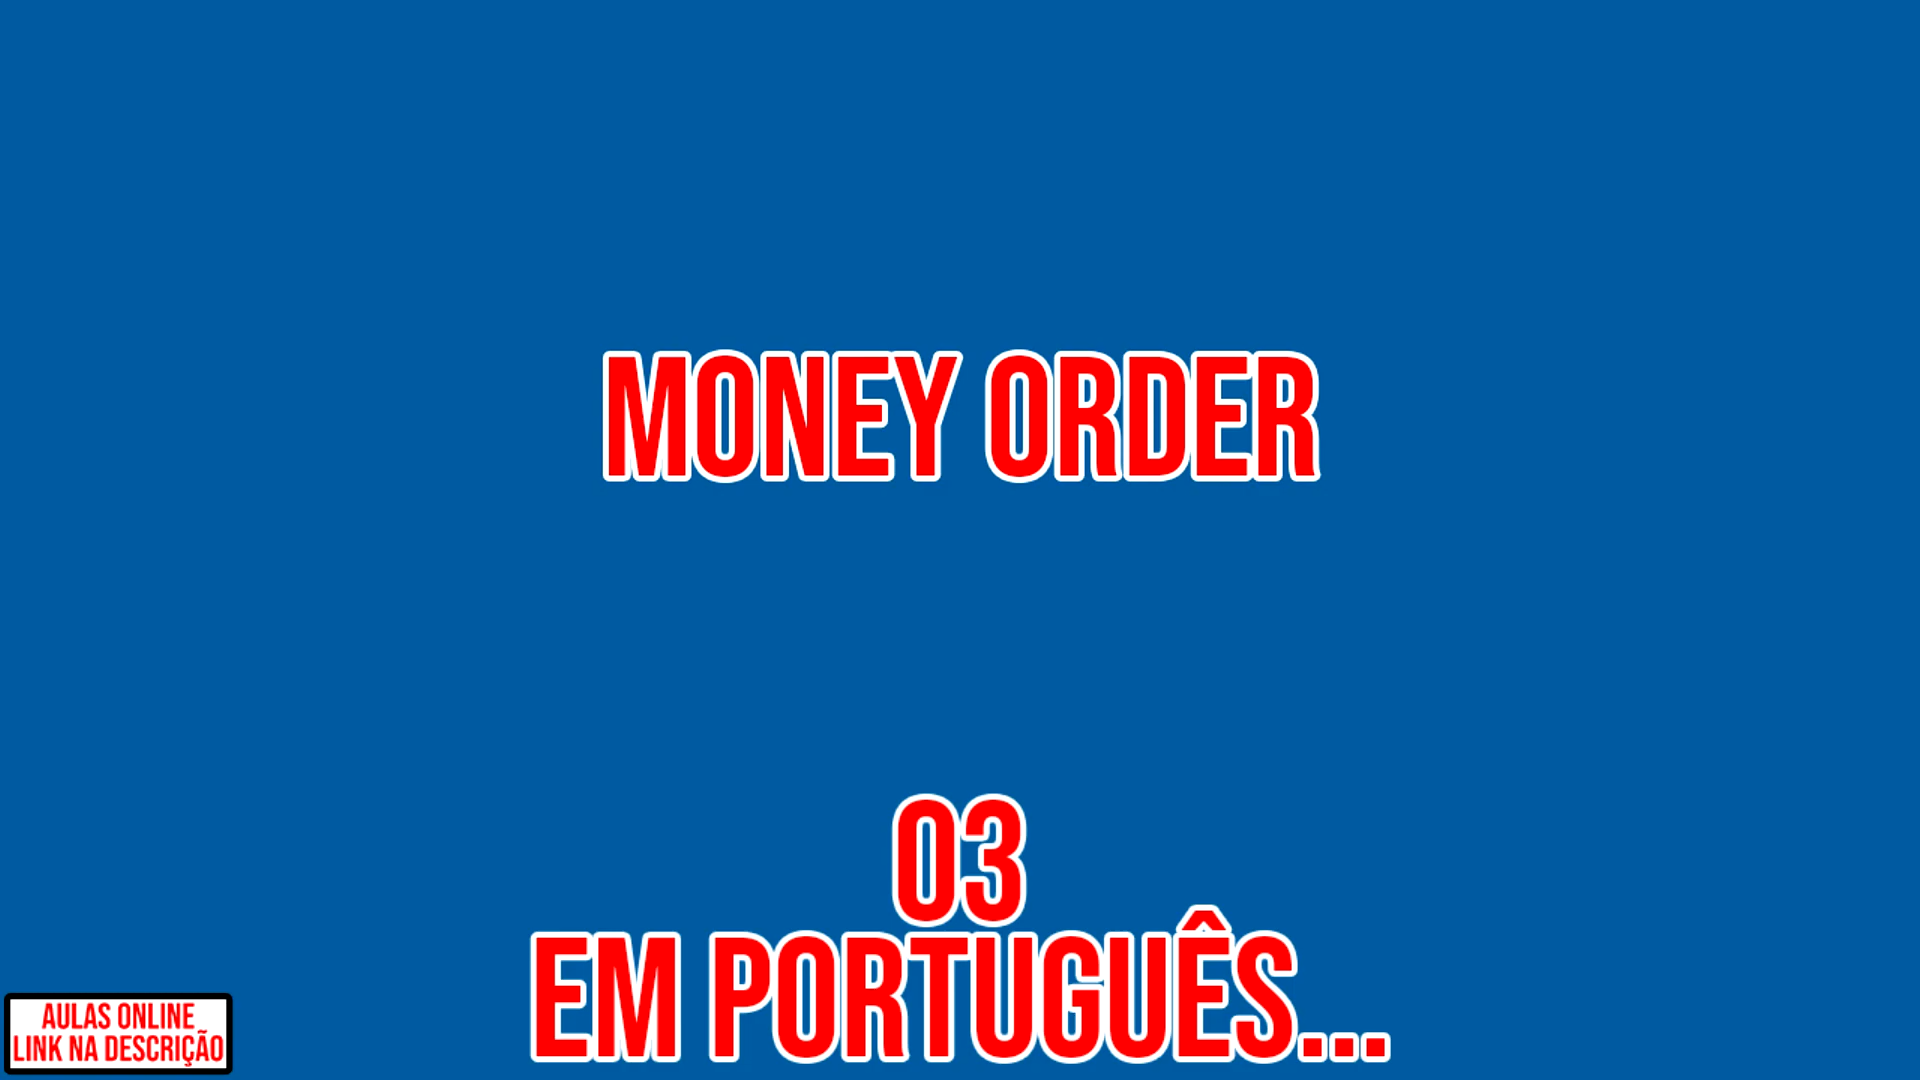 MONEY ORDER
03
EM PORTUGUÊS...
AULAS ONLINE
LINK NA DESCRIÇÃO